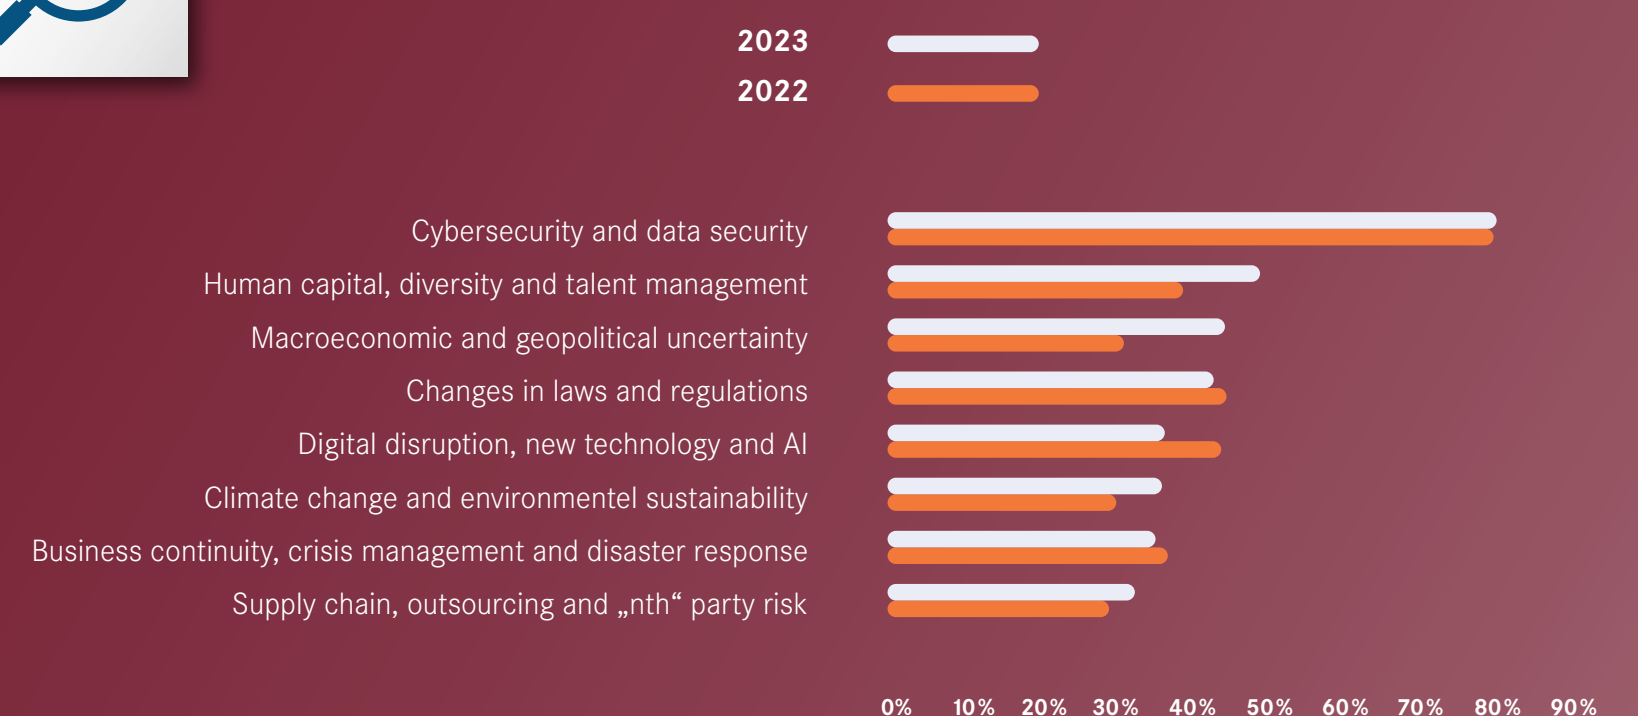 2023
2022
Cybersecurity and data security
Human capital, diversity and talent management
Macroeconomic and geopolitical uncertainty
Changes in laws and regulations
Digital disruption, new technology and AI
Climate change and environmentel sustainability
Business continuity, crisis management and disaster response
Supply chain, outsourcing and „nth“ party risk
0% 10% 20% 30% 40% 50% 60% 70% 80% 90%